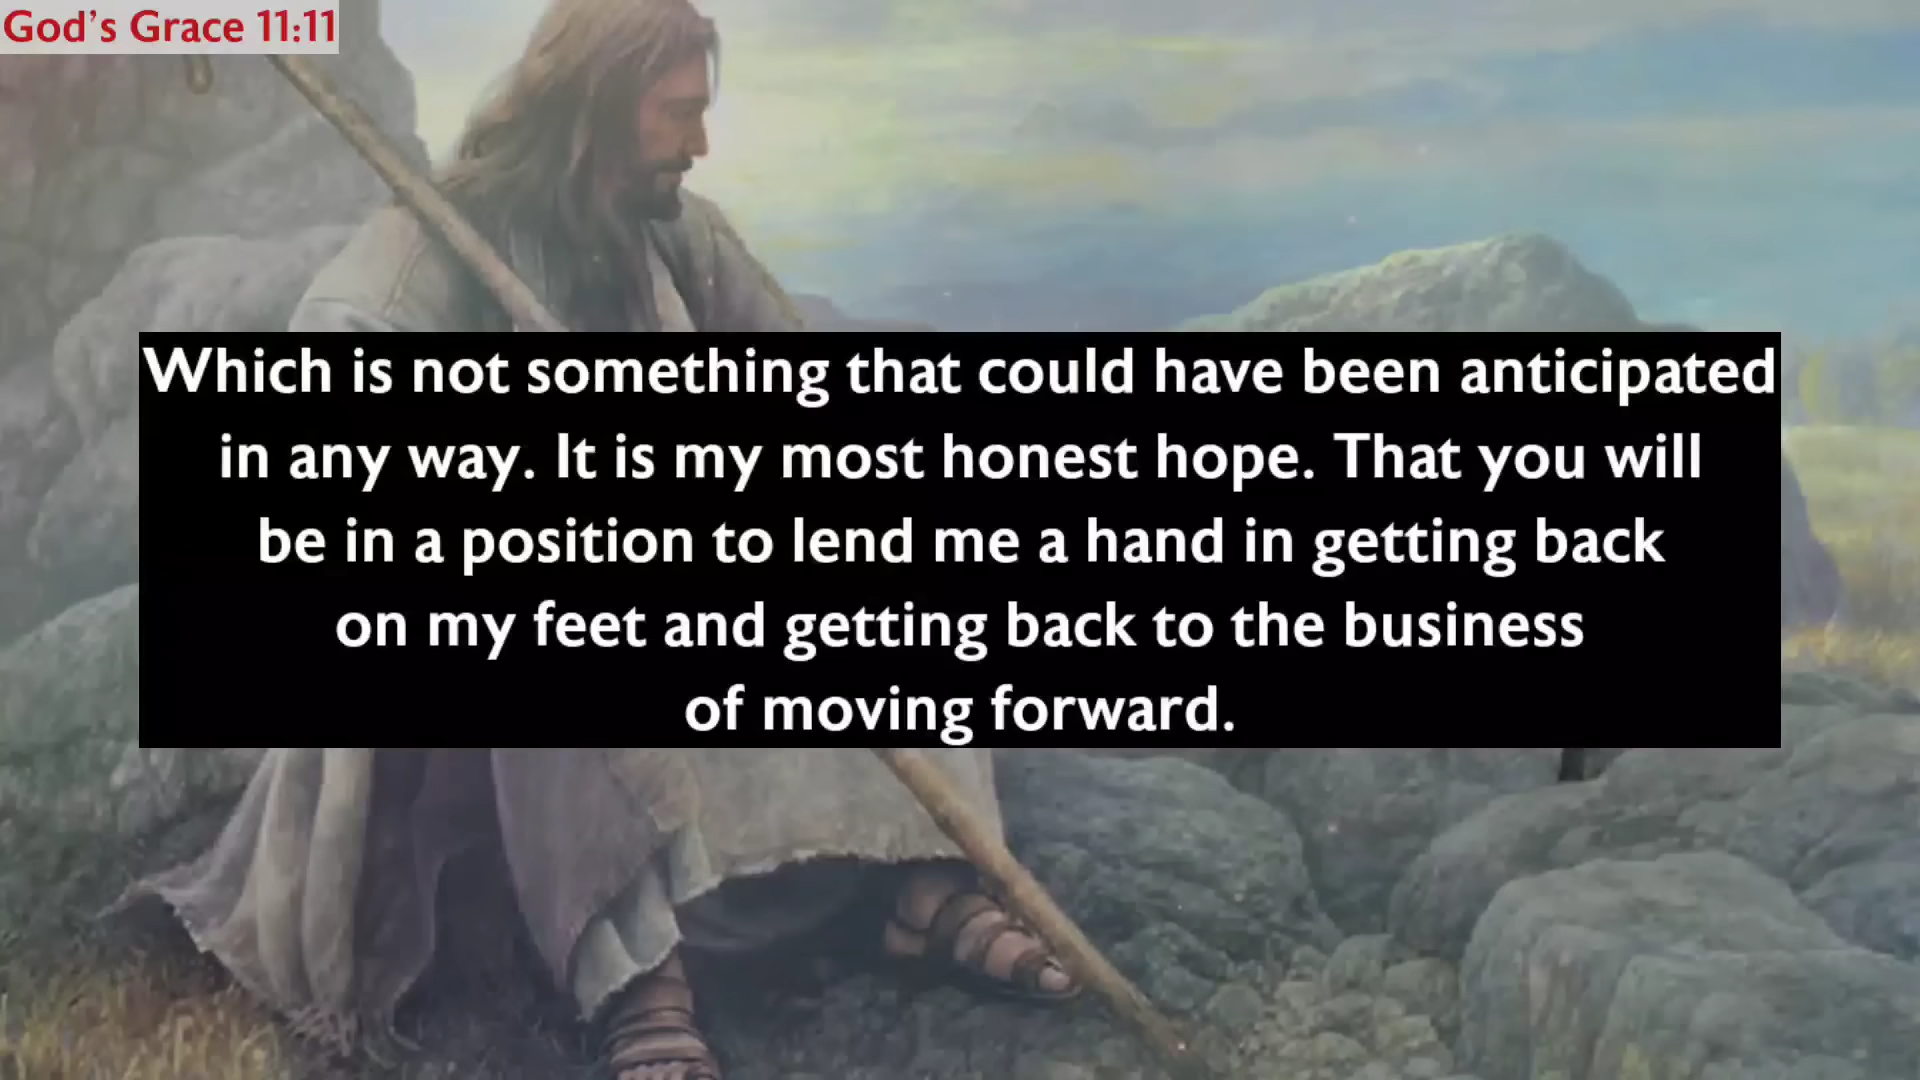 God's Grace 11:11
Which is not something that could have been anticipated
in any way. It is my most honest hope. That you will
be in a position to lend me a hand in getting back
on my feet and getting back to the business
of moving forward.